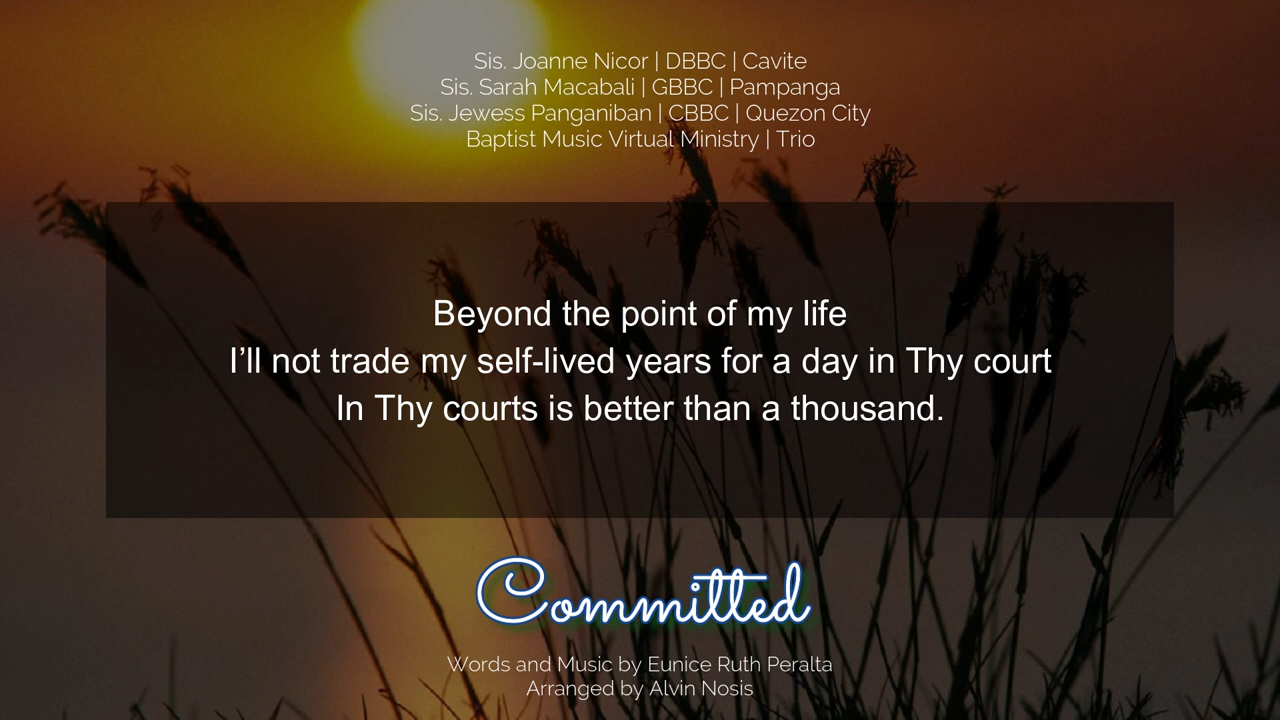 Sis. Joanne Nicor | DBBC | Cavite
Sis. Sarah Macabali | GBBC | Pampanga
Sis. Jewess Panganiban | CBBC | Quezon City
Baptist Music Virtual Ministry | Trio
Beyond the point of my life
I’ll not trade my self-lived years for a day in Thy court
In Thy courts is better than a thousand.
Committed
Words and Music by Eunice Ruth Peralta
Arranged by Alvin Nosis